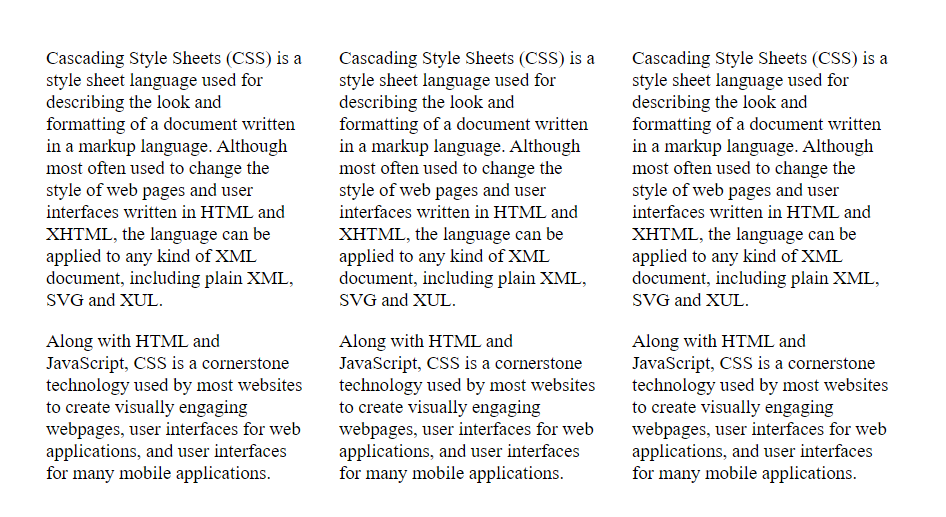 Cascading Style Sheets (CSS) is a
style sheet language used for
describing the look and
formatting of a document written
in a markup language. Although
most often used to change the
style of web pages and user
interfaces written in HTML and
XHTML, the language can be
applied to any kind of XML
document, including plain XML,
SVG and XUL.
Along with HTML and
JavaScript, CSS is a cornerstone
technology used by most websites
to create visually engaging
webpages, user interfaces for web
applications, and user interfaces
for many mobile applications.
Cascading Style Sheets (CSS) is a
style sheet language used for
describing the look and
formatting of a document written
in a markup language. Although
most often used to change the
style of web pages and user
interfaces written in HTML and
XHTML, the language can be
applied to any kind of XML
document, including plain XML,
SVG and XUL.
Along with HTML and
JavaScript, CSS is a cornerstone
technology used by most websites
to create visually engaging
webpages, user interfaces for web
applications, and user interfaces
for many mobile applications.
Cascading Style Sheets (CSS) is a
style sheet language used for
describing the look and
formatting of a document written
in a markup language. Although
most often used to change the
style of web pages and user
interfaces written in HTML and
XHTML, the language can be
applied to any kind of XML
document, including plain XML,
SVG and XUL.
Along with HTML and
JavaScript, CSS is a cornerstone
technology used by most websites
to create visually engaging
webpages, user interfaces for web
applications, and user interfaces
for many mobile applications.